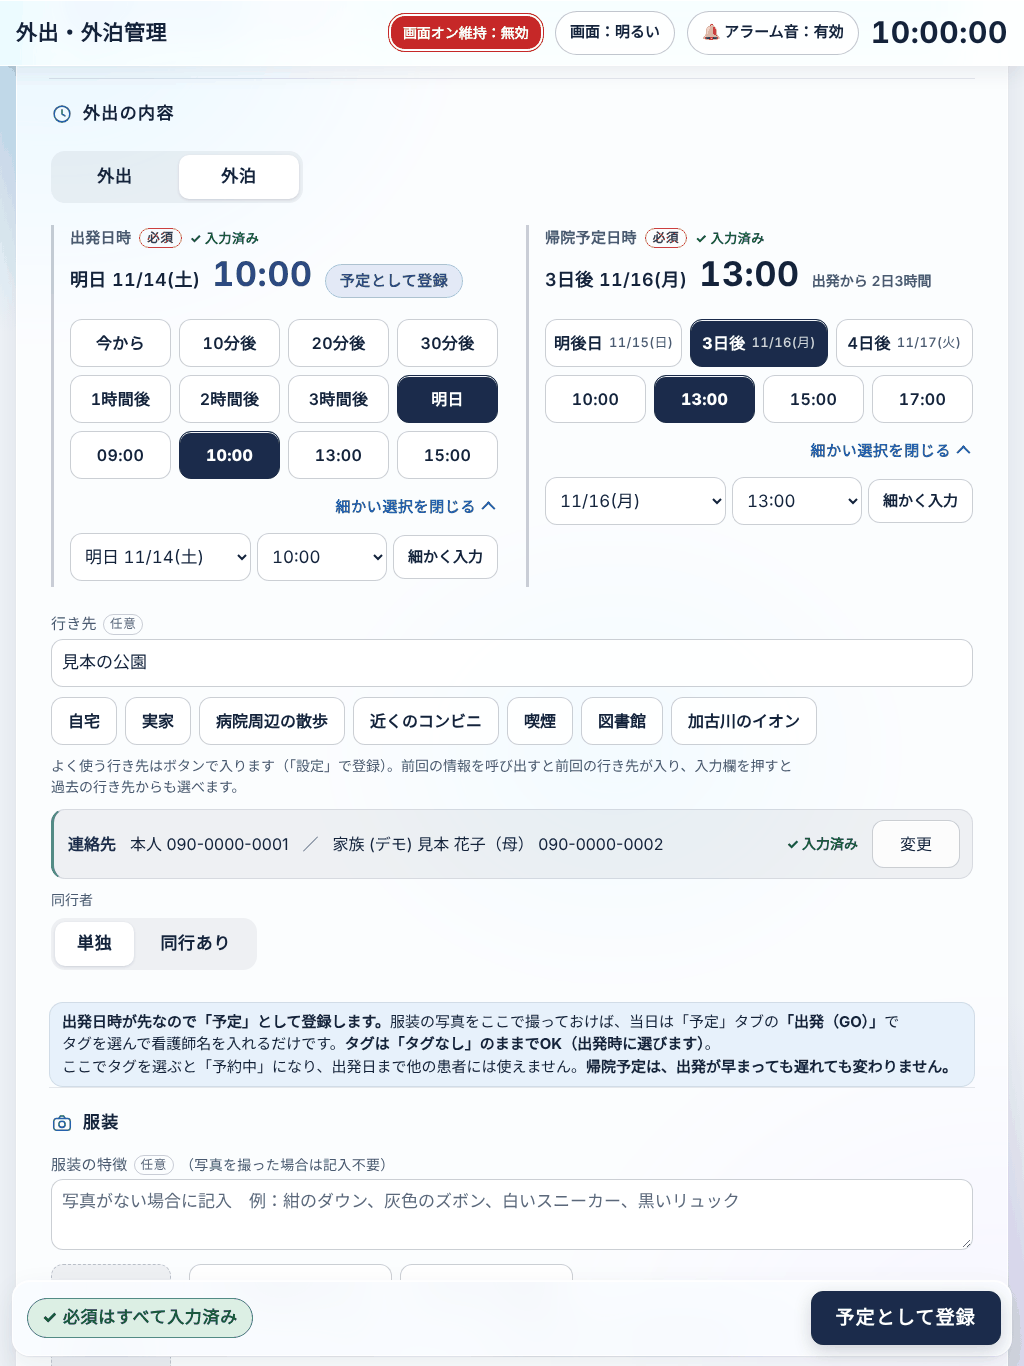 外出・外泊管理
画面オン維持：無効
画面：明るい
アラーム音：有効
10:00:00
外出の内容
外出
外泊
出発日時 必須 ✓ 入力済み
明日 11/14(土) 10:00 予定として登録
今から 10分後 20分後 30分後
1時間後 2時間後 3時間後 明日
09:00 10:00 13:00 15:00
細かい選択を閉じる
明日 11/14(土) 10:00 細かく入力
帰院予定日時 必須 ✓ 入力済み
3日後 11/16(月) 13:00 出発から 2日3時間
明後日 11/15(日) 3日後 11/16(月) 4日後 11/17(火)
10:00 13:00 15:00 17:00
細かい選択を閉じる
11/16(月) 13:00 細かく入力
行き先 任意
見本の公園
自宅 実家 病院周辺の散歩 近くのコンビニ 喫煙 図書館 加古川のイオン
よく使う行き先はボタンで入ります（「設定」で登録）。前回の情報を呼び出すと前回の行き先が入り、入力欄を押すと
過去の行き先からも選べます。
連絡先 本人 090-0000-0001 ／ 家族 (デモ) 見本 花子（母） 090-0000-0002 ✓ 入力済み 変更
同行者
単独 同行あり
出発日時が先なので「予定」として登録します。服装の写真をここで撮っておけば、当日は「予定」タブの「出発（GO）」で
タグを選んで看護師名を入れるだけです。タグは「タグなし」のままでOK（出発時に選びます）。
ここでタグを選ぶと「予約中」になり、出発日まで他の患者には使えません。帰院予定は、出発が早まっても遅れても変わりません。
服装
服装の特徴 任意 （写真を撮った場合は記入不要）
写真がない場合に記入　例：紺のダウン、灰色のズボン、白いスニーカー、黒いリュック
✓ 必須はすべて入力済み
予定として登録